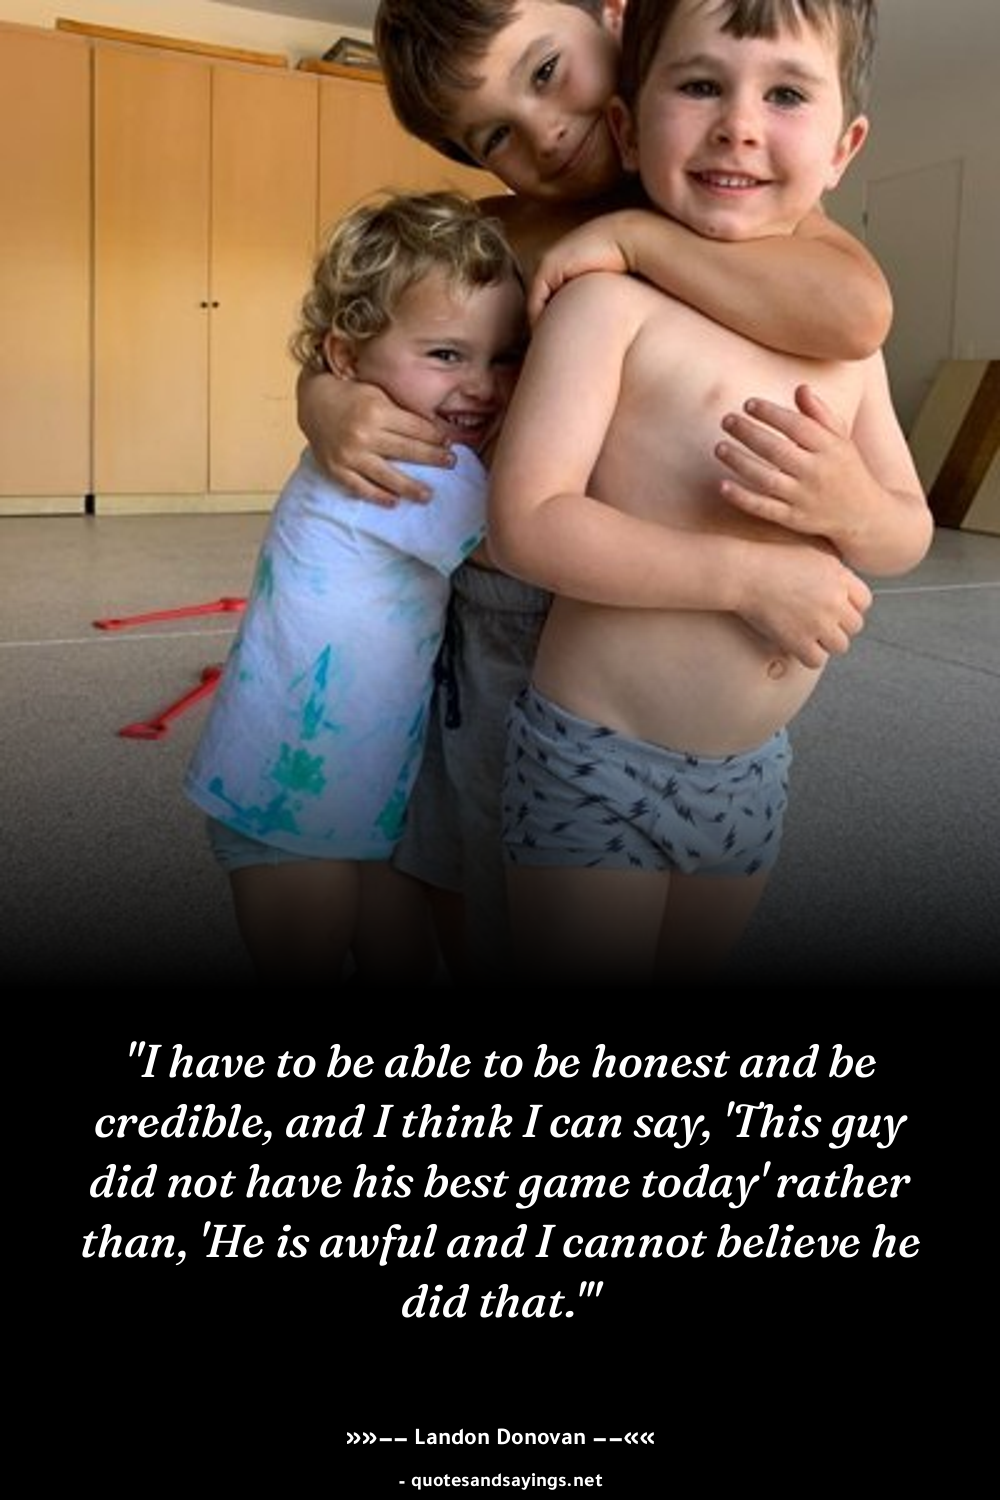 "I have to be able to be honest and be
credible, and I think I can say, 'This guy
did not have his best game today' rather
than, 'He is awful and I cannot believe he
did that.'"
»»–– Landon Donovan ––««
- quotesandsayings.net